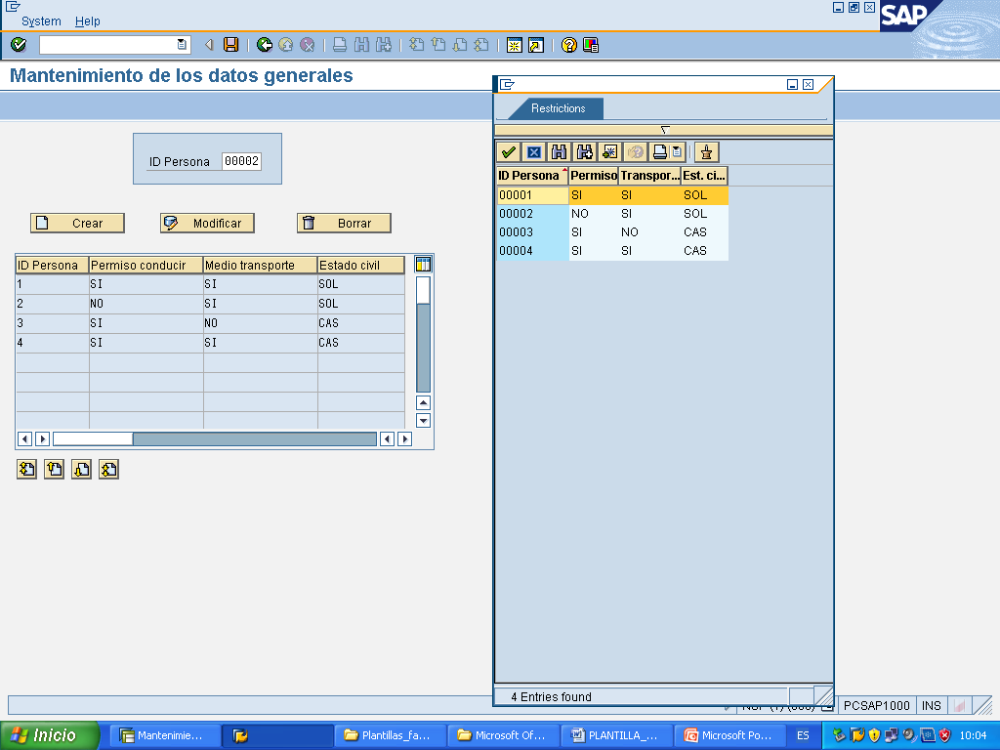 System Help
SAP
Mantenimiento de los datos generales
ID Persona 00002
Crear Modificar Borrar
ID Persona Permiso conducir Medio transporte Estado civil
1 SI SI SOL
2 NO SI SOL
3 SI NO CAS
4 SI SI CAS
Restrictions
ID Persona Permiso Transpor... Est. ci...
00001 SI SI SOL
00002 NO SI SOL
00003 SI NO CAS
00004 SI SI CAS
4 Entries found
PCSAP1000 INS
Inicio Mantenimie... Plantillas_fa... Microsoft Of... PLANTILLA_... Microsoft Po... ES 10:04